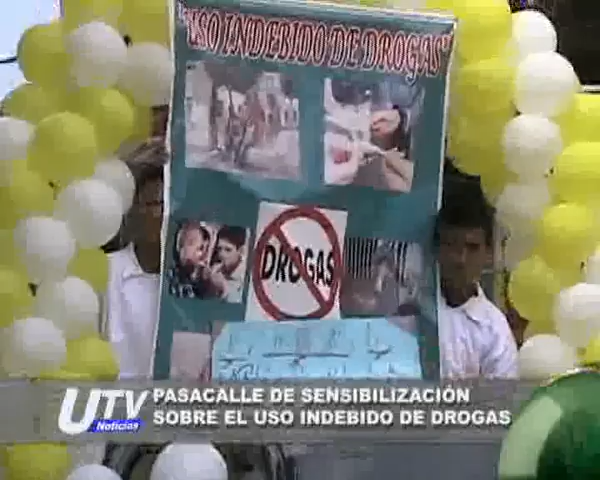 USO INDEBIDO DE DROGAS
DROGAS
UTV
Noticias
PASACALLE DE SENSIBILIZACIÓN
SOBRE EL USO INDEBIDO DE DROGAS